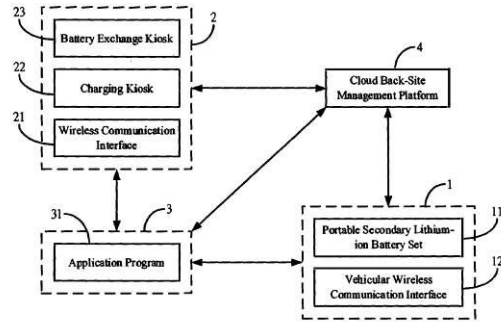 23
Battery Exchange Kiosk
2
22
Charging Kiosk
21
Wireless Communication
Interface
4
Cloud Back-Site
Management Platform
31
3
Application Program
1
11
Portable Secondary Lithium-
ion Battery Set
12
Vehicular Wireless
Communication Interface